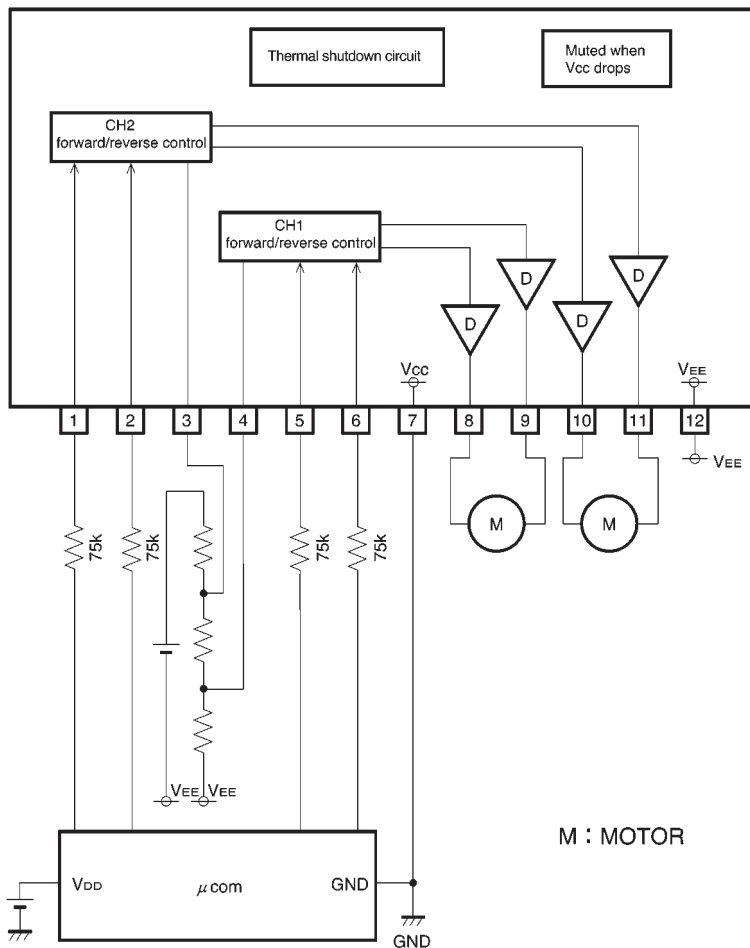 Thermal shutdown circuit
Muted when
Vcc drops
CH2
forward/reverse control
CH1
forward/reverse control
D
D
D
D
VCC
VEE
1
2
3
4
5
6
7
8
9
10
11
12
VEE
75k
75k
75k
75k
M
M
VEE
VEE
M : MOTOR
VDD
μ com
GND
GND